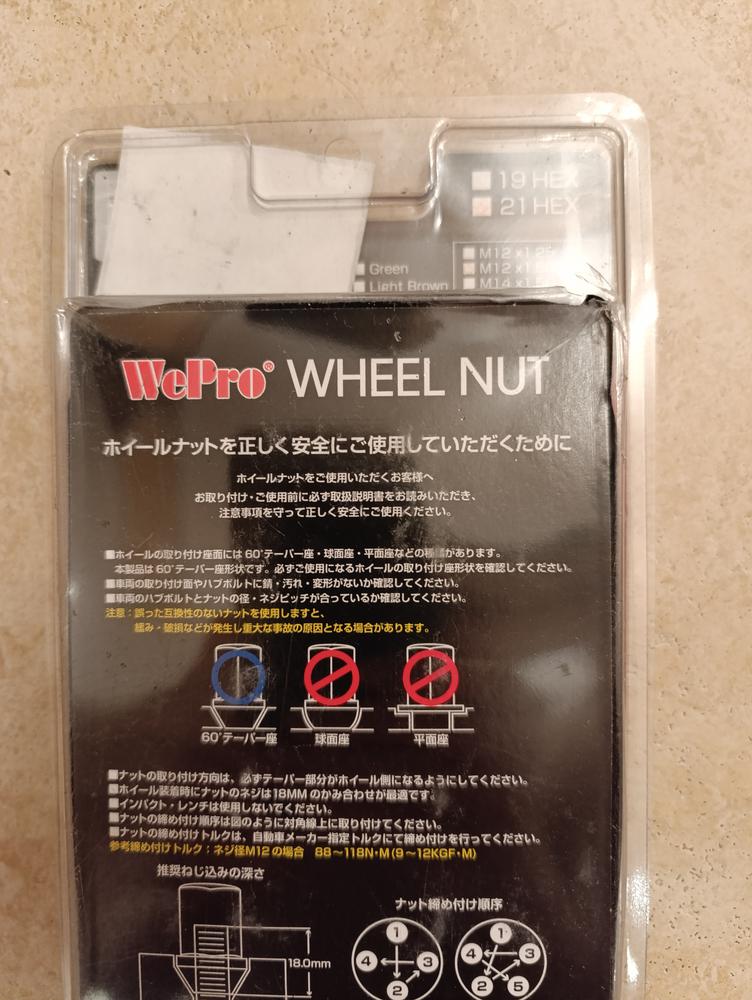 19 HEX
21 HEX
Green
Light Brown
M12 x1.25
M12 x1.
M14 x1.
WePro® WHEEL NUT
ホイールナットを正しく安全にご使用していただくために
ホイールナットをご使用いただくお客様へ
お取り付け・ご使用前に必ず取扱説明書をお読みいただき、
注意事項を守って正しく安全にご使用ください。
■ホイールの取り付け座面には60°テーパー座・球面座・平面座などの種類があります。
本製品は60°テーパー座形状です。必ずご使用になるホイールの取り付け座形状を確認してください。
■車両の取り付け面やハブボルトに錆・汚れ・変形がないか確認してください。
■車両のハブボルトとナットの径・ネジピッチが合っているか確認してください。
注意：誤った互換性のないナットを使用しますと、
緩み・破損などが発生し重大な事故の原因となる場合があります。
60°テーパー座 球面座 平面座
■ナットの取り付け方向は、必ずテーパー部分がホイール側になるようにしてください。
■ホイール装着時にナットのネジは18MMのかみ合わせが最適です。
■インパクト・レンチは使用しないでください。
■ナットの締め付け順序は図のように対角線上に取り付けてください。
■ナットの締め付けトルクは、自動車メーカー指定トルクにて締め付けを行ってください。
参考締め付けトルク：ネジ径M12の場合 88～118N・M(9～12KGF・M)
推奨ねじ込みの深さ
ナット締め付け順序
18.0mm
1
4 3
2
1
4 3
2 5